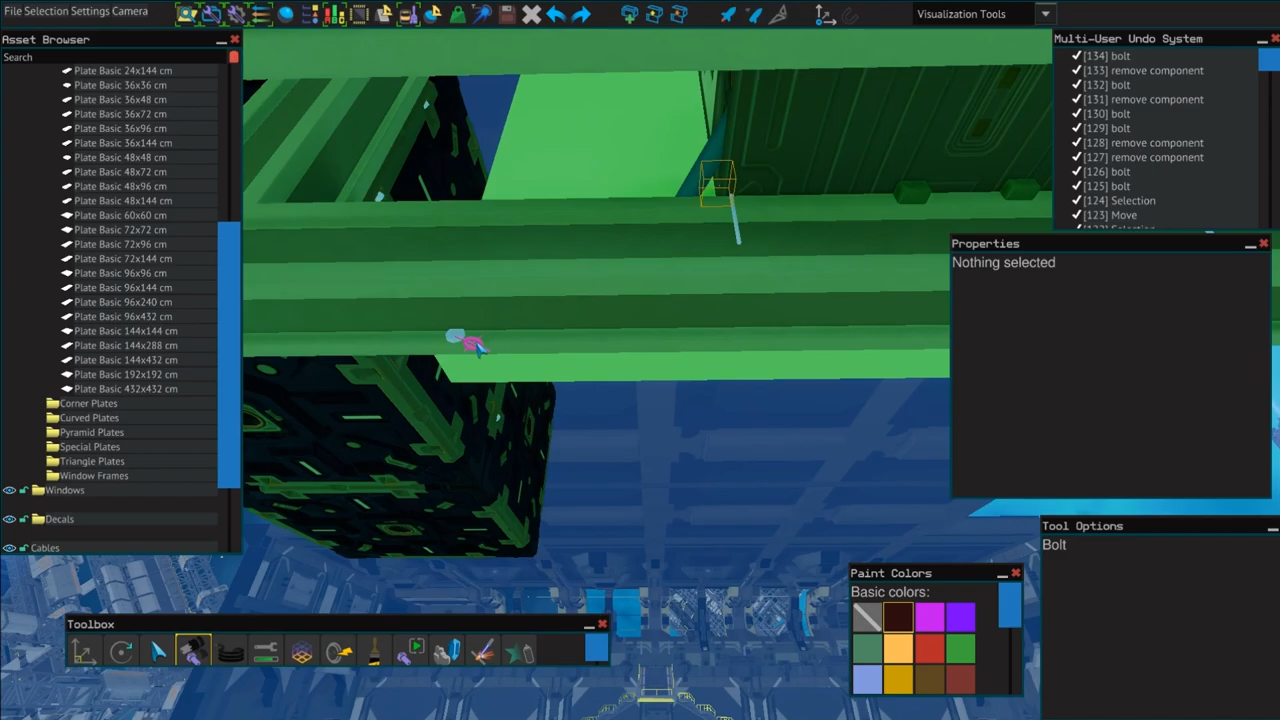 File Selection Settings Camera
Visualization Tools
Asset Browser
Search
Plate Basic 24x144 cm
Plate Basic 36x36 cm
Plate Basic 36x48 cm
Plate Basic 36x72 cm
Plate Basic 36x96 cm
Plate Basic 36x144 cm
Plate Basic 48x48 cm
Plate Basic 48x72 cm
Plate Basic 48x96 cm
Plate Basic 48x144 cm
Plate Basic 60x60 cm
Plate Basic 72x72 cm
Plate Basic 72x96 cm
Plate Basic 72x144 cm
Plate Basic 96x96 cm
Plate Basic 96x144 cm
Plate Basic 96x240 cm
Plate Basic 96x432 cm
Plate Basic 144x144 cm
Plate Basic 144x288 cm
Plate Basic 144x432 cm
Plate Basic 192x192 cm
Plate Basic 432x432 cm
Corner Plates
Curved Plates
Pyramid Plates
Special Plates
Triangle Plates
Window Frames
Windows
Decals
Cables
Multi-User Undo System
[134] bolt
[133] remove component
[132] bolt
[131] remove component
[130] bolt
[129] bolt
[128] remove component
[127] remove component
[126] bolt
[125] bolt
[124] Selection
[123] Move
Properties
Nothing selected
Tool Options
Bolt
Paint Colors
Basic colors:
Toolbox